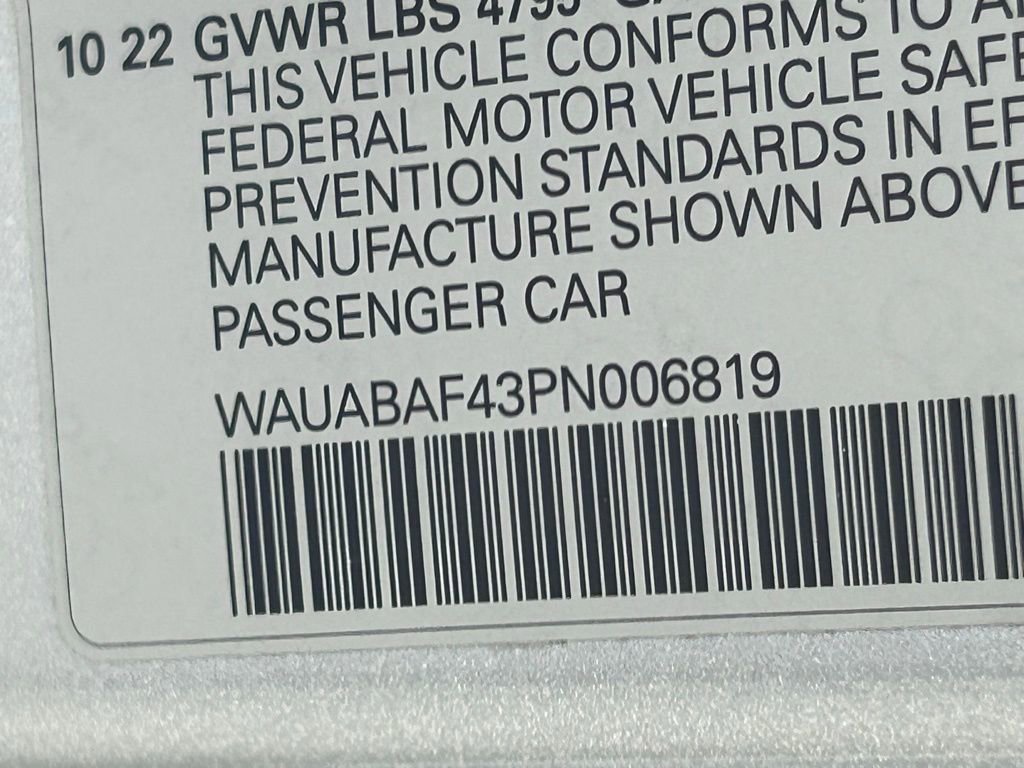 10 22 GVWR LBS 4795
THIS VEHICLE CONFORMS TO
FEDERAL MOTOR VEHICLE
PREVENTION STANDARDS IN
MANUFACTURE SHOWN ABOVE
PASSENGER CAR
WAUABAF43PN006819